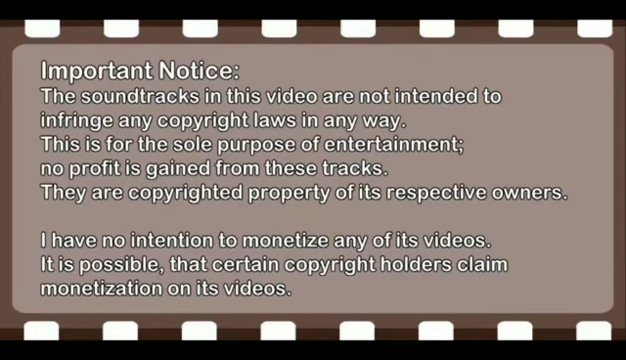 Important Notice:
The soundtracks in this video are not intended to
infringe any copyright laws in any way.
This is for the sole purpose of entertainment;
no profit is gained from these tracks.
They are copyrighted property of its respective owners.
I have no intention to monetize any of its videos.
It is possible, that certain copyright holders claim
monetization on its videos.